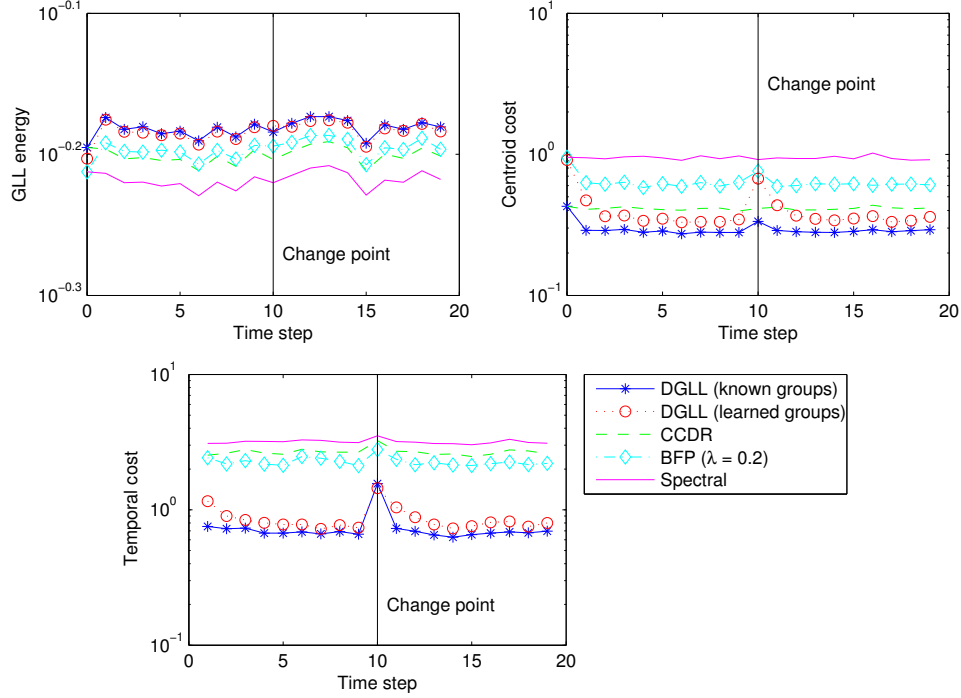 10^-0.1
10^-0.2
10^-0.3
GLL energy
Change point
0 5 10 15 20
Time step
10^1
10^0
10^-1
Centroid cost
Change point
0 5 10 15 20
Time step
10^1
10^0
10^-1
Temporal cost
Change point
0 5 10 15 20
Time step
DGLL (known groups)
DGLL (learned groups)
CCDR
BFP (λ = 0.2)
Spectral